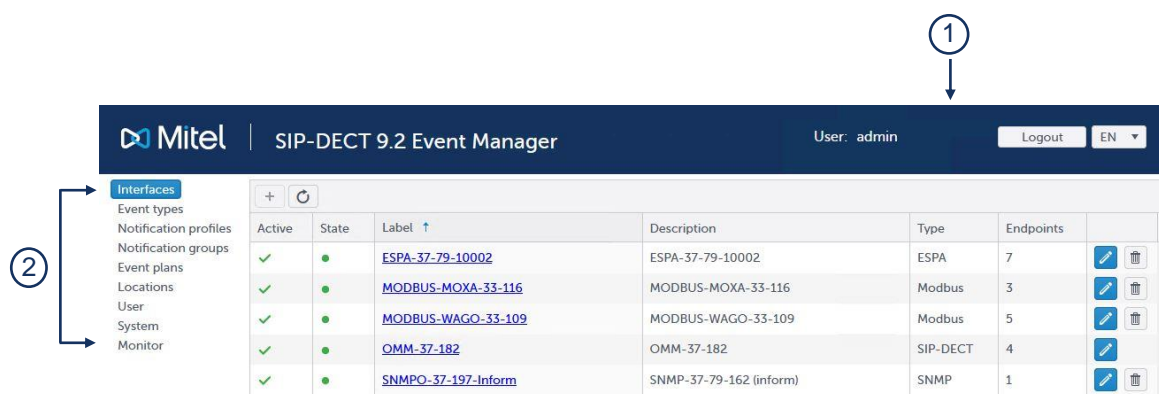 1
Mitel | SIP-DECT 9.2 Event Manager User: admin Logout EN
2
Interfaces
Event types
Notification profiles
Notification groups
Event plans
Locations
User
System
Monitor
Active State Label ↑ Description Type Endpoints
ESPA-37-79-10002 ESPA-37-79-10002 ESPA 7
MODBUS-MOXA-33-116 MODBUS-MOXA-33-116 Modbus 3
MODBUS-WAGO-33-109 MODBUS-WAGO-33-109 Modbus 5
OMM-37-182 OMM-37-182 SIP-DECT 4
SNMPO-37-197-Inform SNMP-37-79-162 (inform) SNMP 1